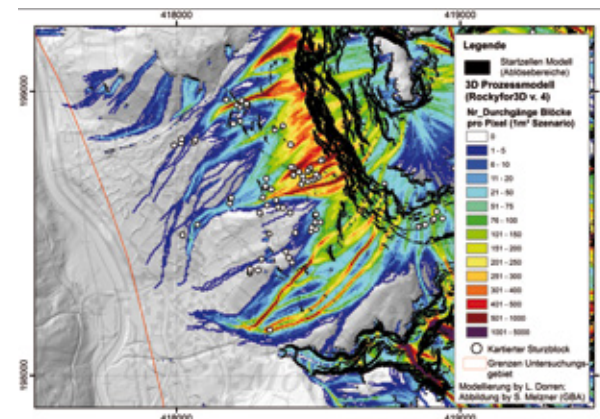 418000
419000
199000
198000
Legende
Startzellen Modell
(Ablösebereiche)
3D Prozessmodell
(Rockyfor3D v. 4)
Nr_Durchgänge Blöcke
pro Pixel (1m³ Szenario)
0
1 - 5
6 - 10
11 - 20
21 - 50
51 - 75
76 - 100
101 - 150
151 - 200
201 - 250
251 - 300
301 - 400
401 - 500
501 - 1000
1001 - 5000
Kartierter Sturzblock
Grenzen Untersuchungs-
gebiet
Modellierung by L. Dorren;
Abbildung by S. Melzner (GBA)
418000
419000